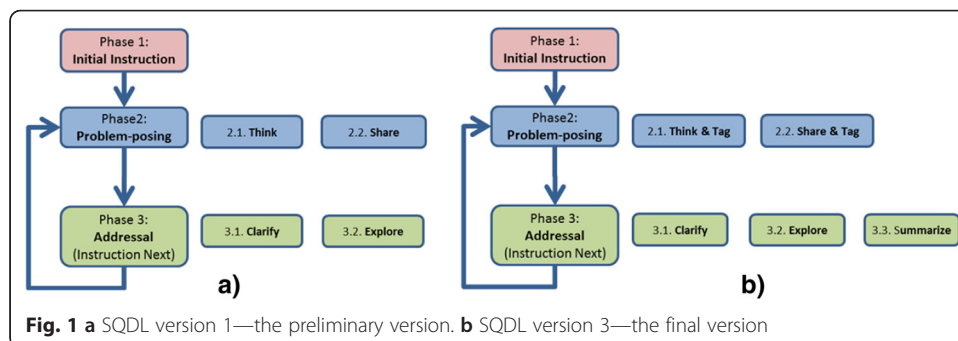 Phase 1:
Initial Instruction
Phase2:
Problem-posing
2.1. Think
2.2. Share
Phase 3:
Addressal
(Instruction Next)
3.1. Clarify
3.2. Explore
a)
Phase 1:
Initial Instruction
Phase2:
Problem-posing
2.1. Think & Tag
2.2. Share & Tag
Phase 3:
Addressal
(Instruction Next)
3.1. Clarify
3.2. Explore
3.3. Summarize
b)
Fig. 1 a SQDL version 1—the preliminary version. b SQDL version 3—the final version